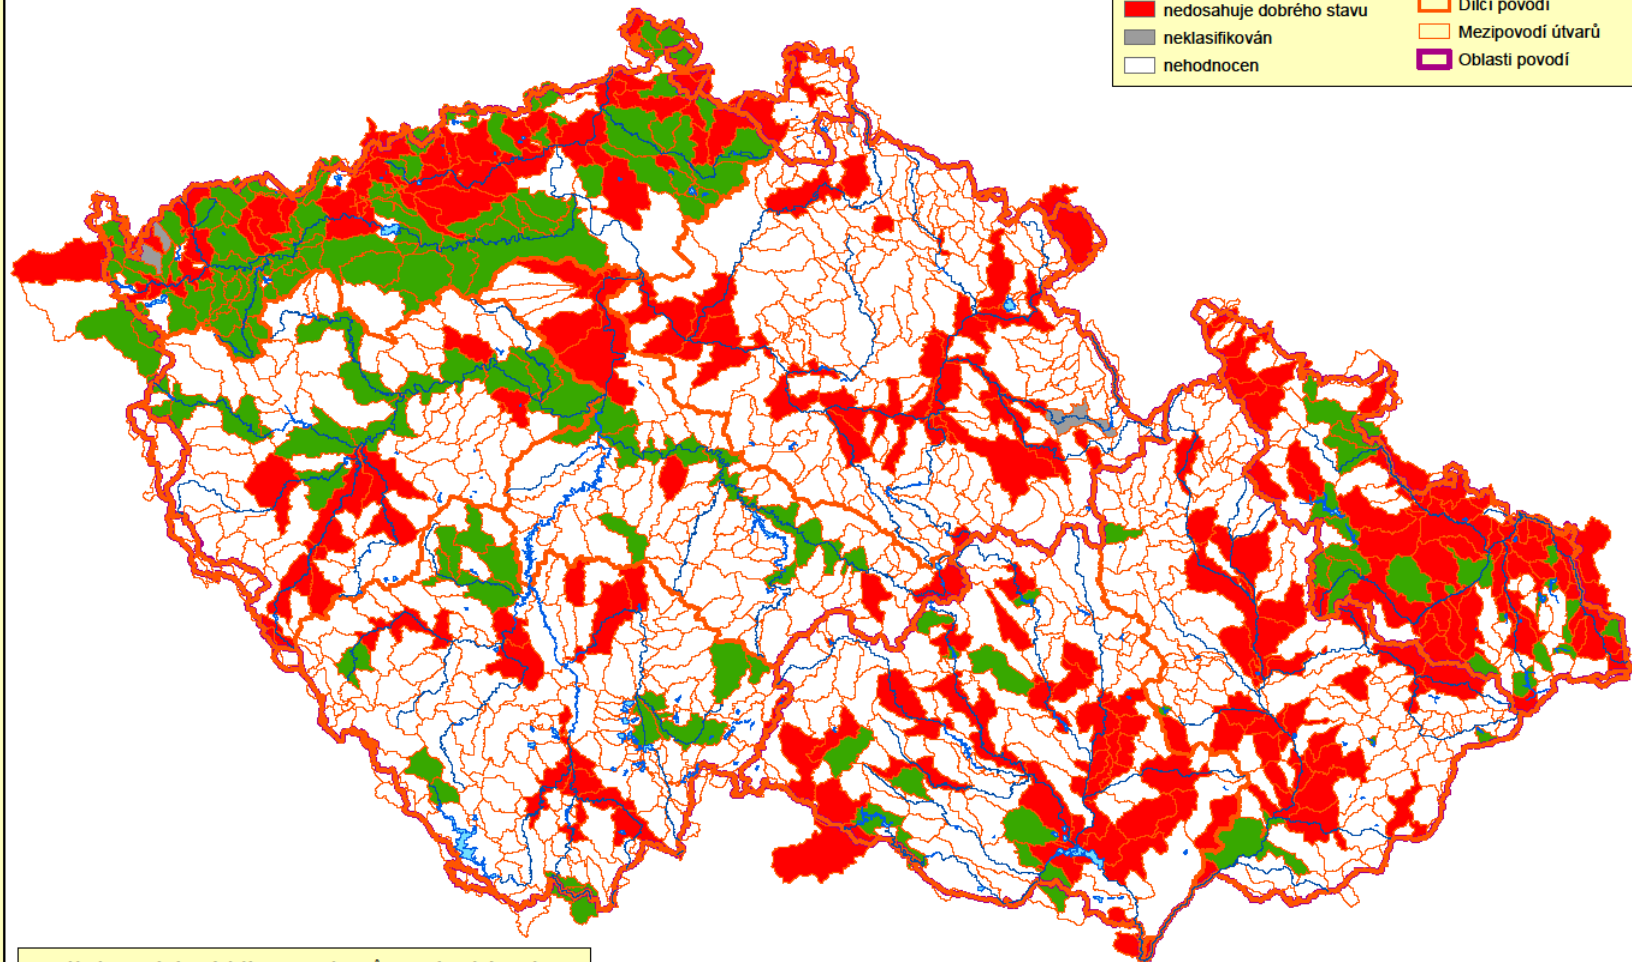 nedosahuje dobrého stavu
neklasifikován
nehodnocen
Dílčí povodí
Mezipovodí útvarů
Oblasti povodí